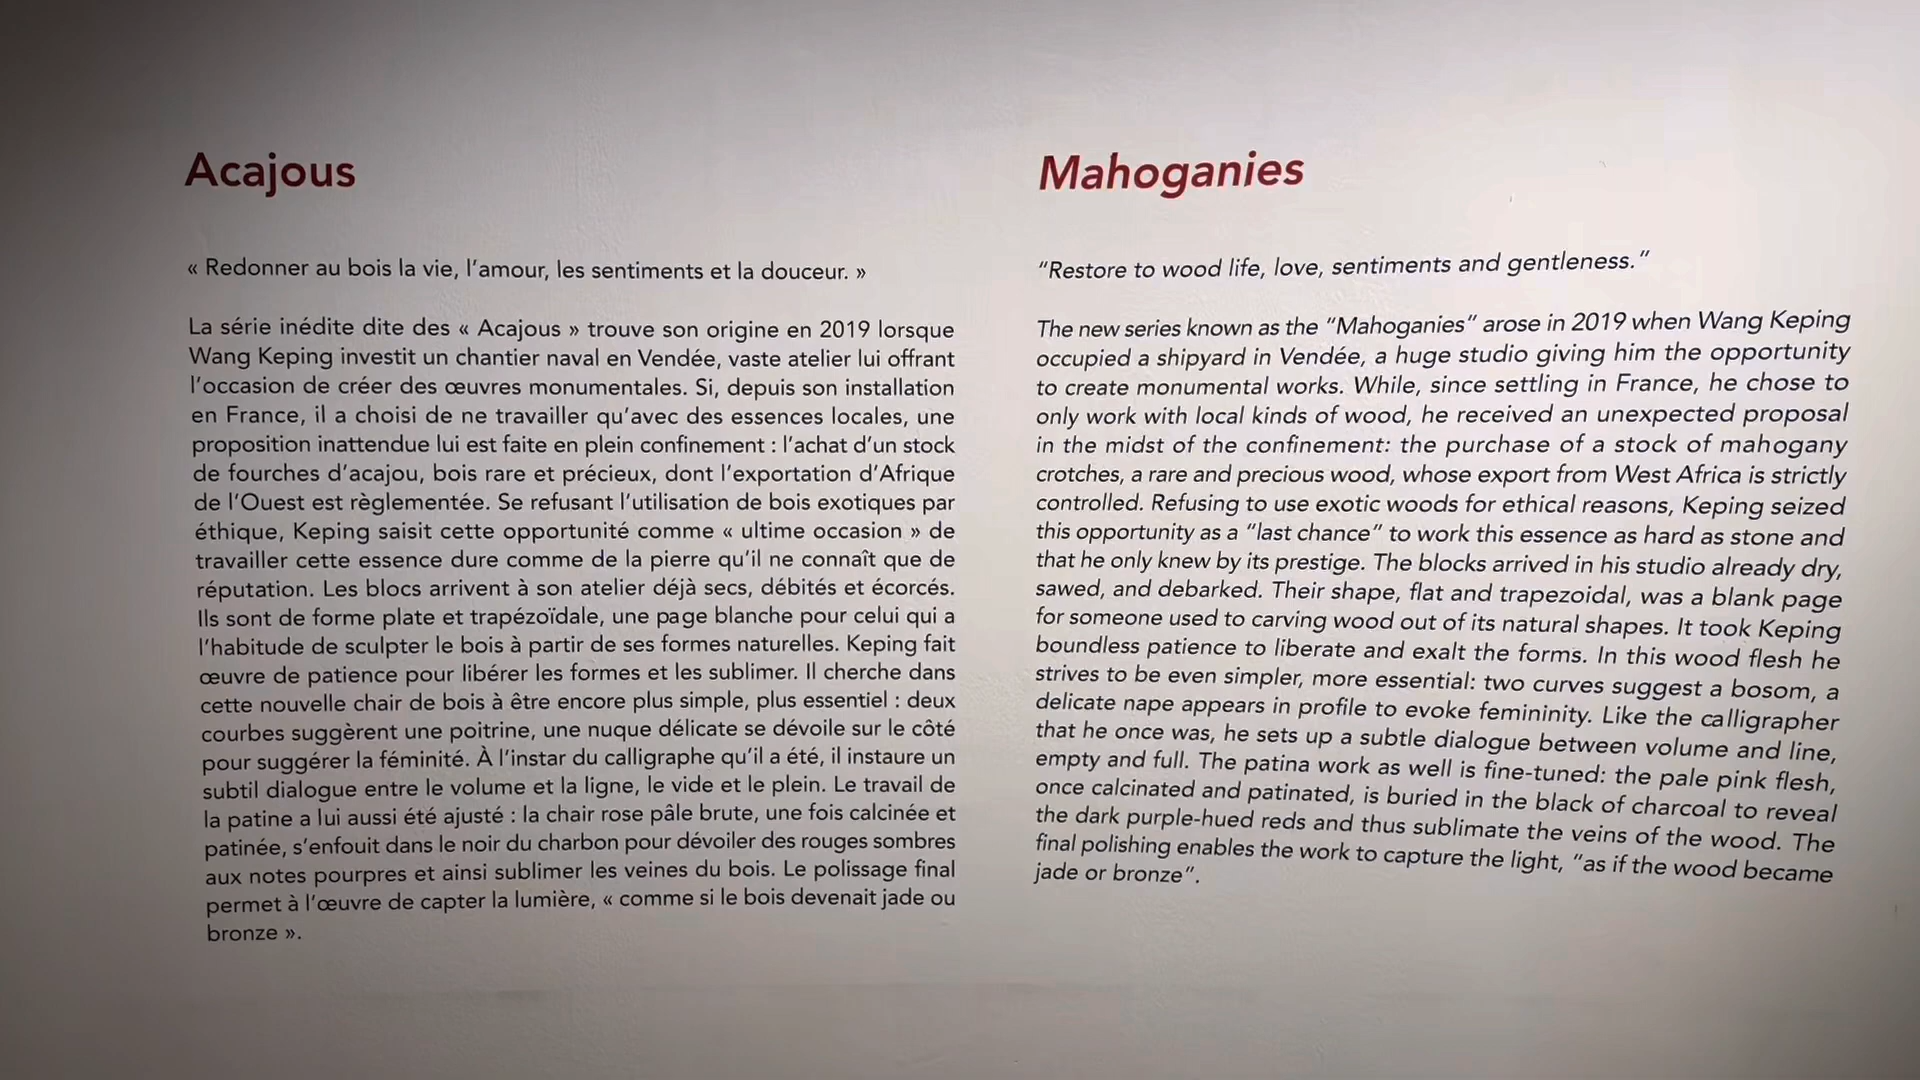 Acajous
« Redonner au bois la vie, l'amour, les sentiments et la douceur. »
La série inédite dite des « Acajous » trouve son origine en 2019 lorsque
Wang Keping investit un chantier naval en Vendée, vaste atelier lui offrant
l'occasion de créer des œuvres monumentales. Si, depuis son installation
en France, il a choisi de ne travailler qu'avec des essences locales, une
proposition inattendue lui est faite en plein confinement : l'achat d'un stock
de fourches d'acajou, bois rare et précieux, dont l'exportation d'Afrique
de l'Ouest est règlementée. Se refusant l'utilisation de bois exotiques par
éthique, Keping saisit cette opportunité comme « ultime occasion » de
travailler cette essence dure comme de la pierre qu'il ne connaît que de
réputation. Les blocs arrivent à son atelier déjà secs, débités et écorcés.
Ils sont de forme plate et trapézoïdale, une page blanche pour celui qui a
l'habitude de sculpter le bois à partir de ses formes naturelles. Keping fait
œuvre de patience pour libérer les formes et les sublimer. Il cherche dans
cette nouvelle chair de bois à être encore plus simple, plus essentiel : deux
courbes suggèrent une poitrine, une nuque délicate se dévoile sur le côté
pour suggérer la féminité. À l'instar du calligraphe qu'il a été, il instaure un
subtil dialogue entre le volume et la ligne, le vide et le plein. Le travail de
la patine a lui aussi été ajusté : la chair rose pâle brute, une fois calcinée et
patinée, s'enfouit dans le noir du charbon pour dévoiler des rouges sombres
aux notes pourpres et ainsi sublimer les veines du bois. Le polissage final
permet à l'œuvre de capter la lumière, « comme si le bois devenait jade ou
bronze ».
Mahoganies
"Restore to wood life, love, sentiments and gentleness."
The new series known as the "Mahoganies" arose in 2019 when Wang Keping
occupied a shipyard in Vendée, a huge studio giving him the opportunity
to create monumental works. While, since settling in France, he chose to
only work with local kinds of wood, he received an unexpected proposal
in the midst of the confinement: the purchase of a stock of mahogany
crotches, a rare and precious wood, whose export from West Africa is strictly
controlled. Refusing to use exotic woods for ethical reasons, Keping seized
this opportunity as a "last chance" to work this essence as hard as stone and
that he only knew by its prestige. The blocks arrived in his studio already dry,
sawed, and debarked. Their shape, flat and trapezoidal, was a blank page
for someone used to carving wood out of its natural shapes. It took Keping
boundless patience to liberate and exalt the forms. In this wood flesh he
strives to be even simpler, more essential: two curves suggest a bosom, a
delicate nape appears in profile to evoke femininity. Like the calligrapher
that he once was, he sets up a subtle dialogue between volume and line,
empty and full. The patina work as well is fine-tuned: the pale pink flesh,
once calcinated and patinated, is buried in the black of charcoal to reveal
the dark purple-hued reds and thus sublimate the veins of the wood. The
final polishing enables the work to capture the light, "as if the wood became
jade or bronze".